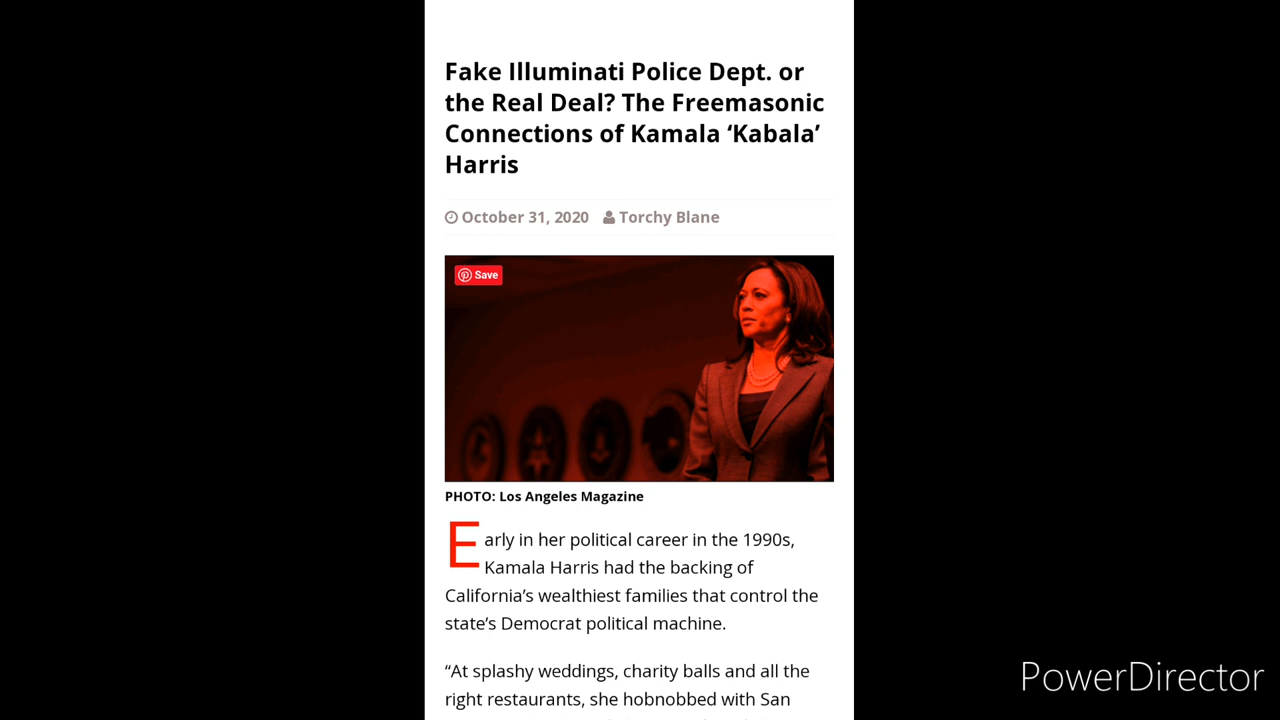 Fake Illuminati Police Dept. or
the Real Deal? The Freemasonic
Connections of Kamala ‘Kabala’
Harris
October 31, 2020 Torchy Blane
Save
PHOTO: Los Angeles Magazine
Early in her political career in the 1990s,
Kamala Harris had the backing of
California’s wealthiest families that control the
state’s Democrat political machine.
“At splashy weddings, charity balls and all the
right restaurants, she hobnobbed with San
PowerDirector